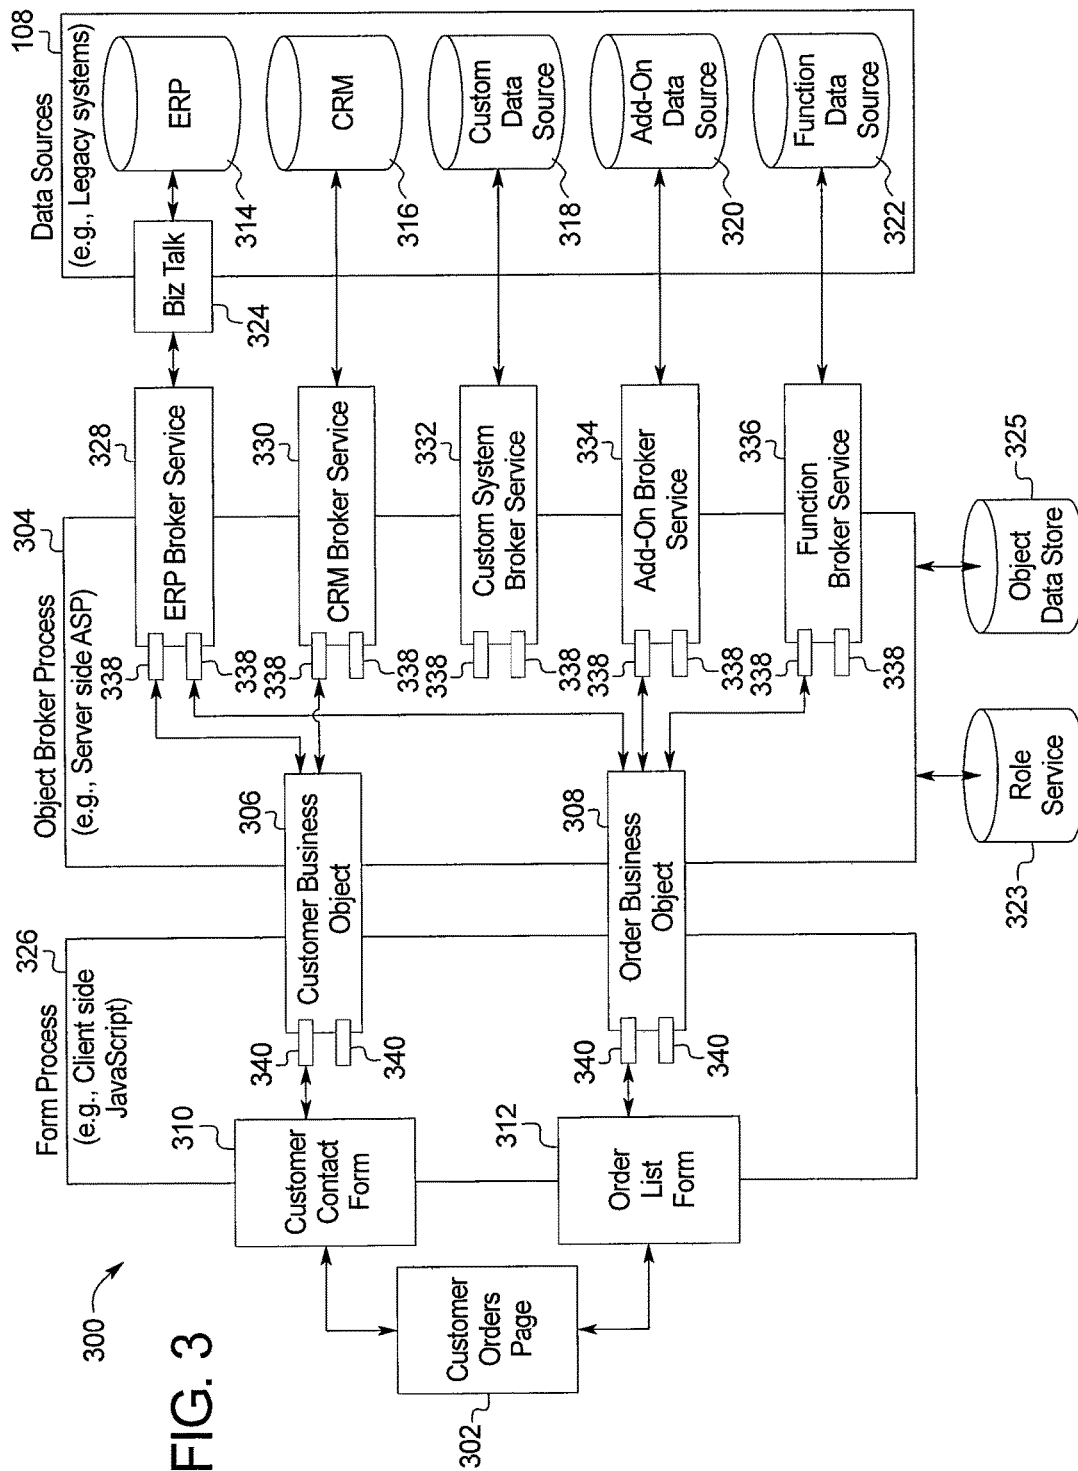 FIG. 3
300
302
Customer
Orders
Page
Form Process
(e.g., Client side
JavaScript)
326
310
Customer
Contact
Form
312
Order
List
Form
340
340
340
340
Object Broker Process
(e.g., Server side ASP)
304
306
Customer Business
Object
308
Order Business
Object
338
338
338
338
338
338
338
338
338
338
328
ERP Broker Service
330
CRM Broker Service
332
Custom System
Broker Service
334
Add-On Broker
Service
336
Function
Broker Service
323
Role
Service
325
Object
Data Store
Data Sources
(e.g., Legacy systems)
108
Biz Talk
324
ERP
314
CRM
316
Custom
Data
Source
318
Add-On
Data
Source
320
Function
Data
Source
322